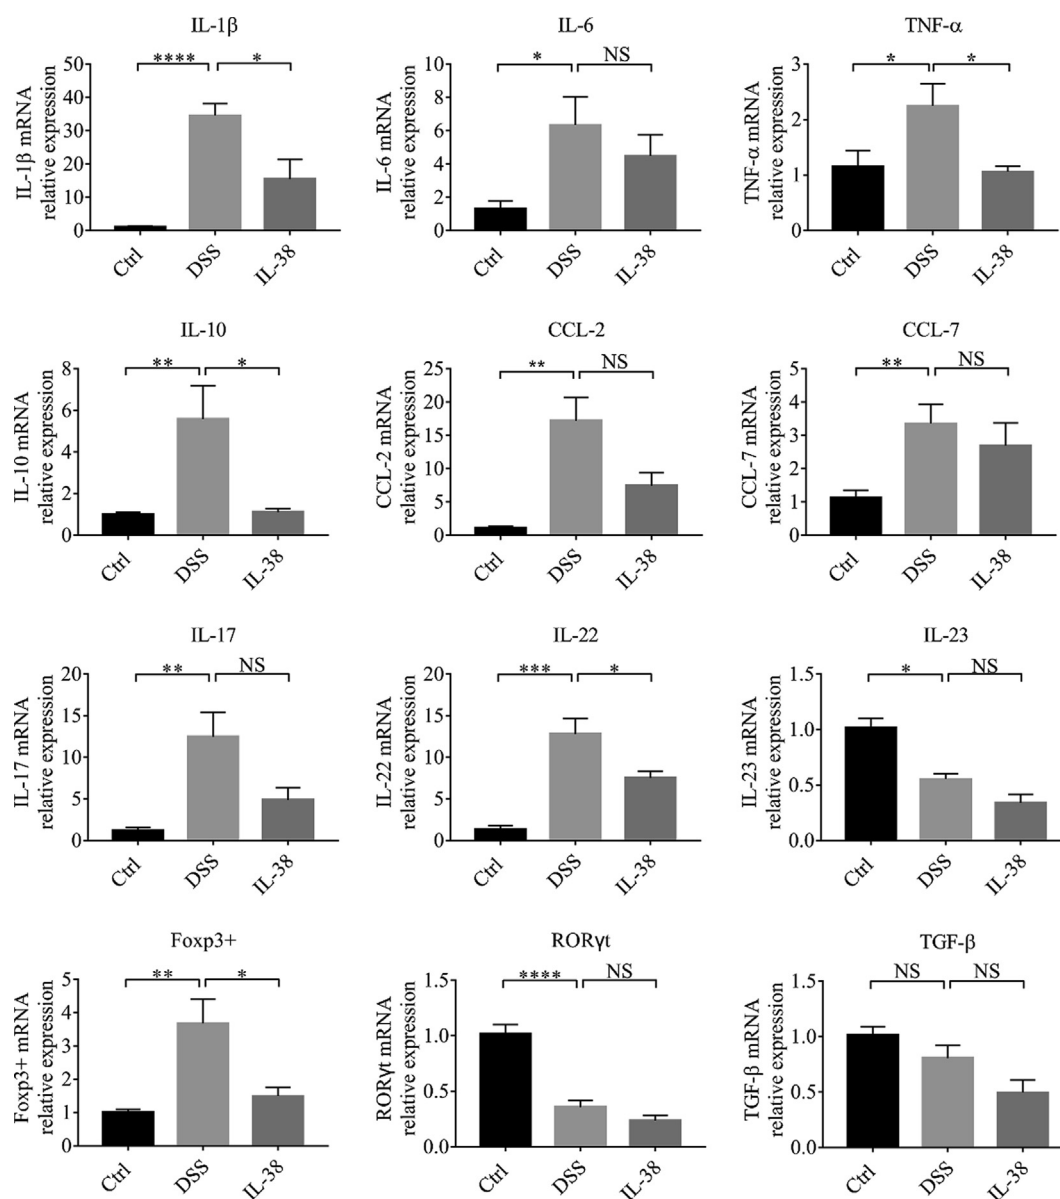 IL-1β
IL-1β mRNA
relative expression
50
40
30
20
10
0
****
*
Ctrl
DSS
IL-38
IL-6
IL-6 mRNA
relative expression
10
8
6
4
2
0
*
NS
Ctrl
DSS
IL-38
TNF-α
TNF-α mRNA
relative expression
3
2
1
0
*
*
Ctrl
DSS
IL-38
IL-10
IL-10 mRNA
relative expression
8
6
4
2
0
**
*
Ctrl
DSS
IL-38
CCL-2
CCL-2 mRNA
relative expression
25
20
15
10
5
0
**
NS
Ctrl
DSS
IL-38
CCL-7
CCL-7 mRNA
relative expression
5
4
3
2
1
0
**
NS
Ctrl
DSS
IL-38
IL-17
IL-17 mRNA
relative expression
20
15
10
5
0
**
NS
Ctrl
DSS
IL-38
IL-22
IL-22 mRNA
relative expression
20
15
10
5
0
***
*
Ctrl
DSS
IL-38
IL-23
IL-23 mRNA
relative expression
1.5
1.0
0.5
0.0
*
NS
Ctrl
DSS
IL-38
Foxp3+
Foxp3+ mRNA
relative expression
5
4
3
2
1
0
**
*
Ctrl
DSS
IL-38
RORγt
RORγt mRNA
relative expression
1.5
1.0
0.5
0.0
****
NS
Ctrl
DSS
IL-38
TGF-β
TGF-β mRNA
relative expression
1.5
1.0
0.5
0.0
NS
NS
Ctrl
DSS
IL-38